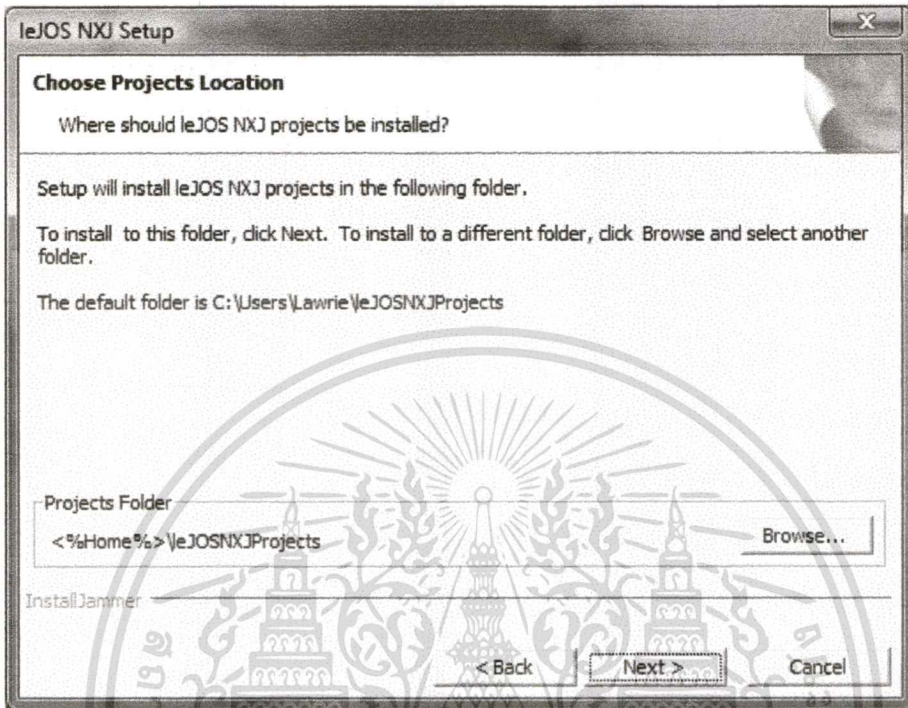 leJOS NXJ Setup
X
Choose Projects Location
Where should leJOS NXJ projects be installed?
Setup will install leJOS NXJ projects in the following folder.
To install to this folder, click Next. To install to a different folder, click Browse and select another
folder.
The default folder is C:\Users\Lawrie\leJOSNXJProjects
Projects Folder
<%Home%>\leJOSNXJProjects
Browse...
InstallJammer
< Back
Next >
Cancel